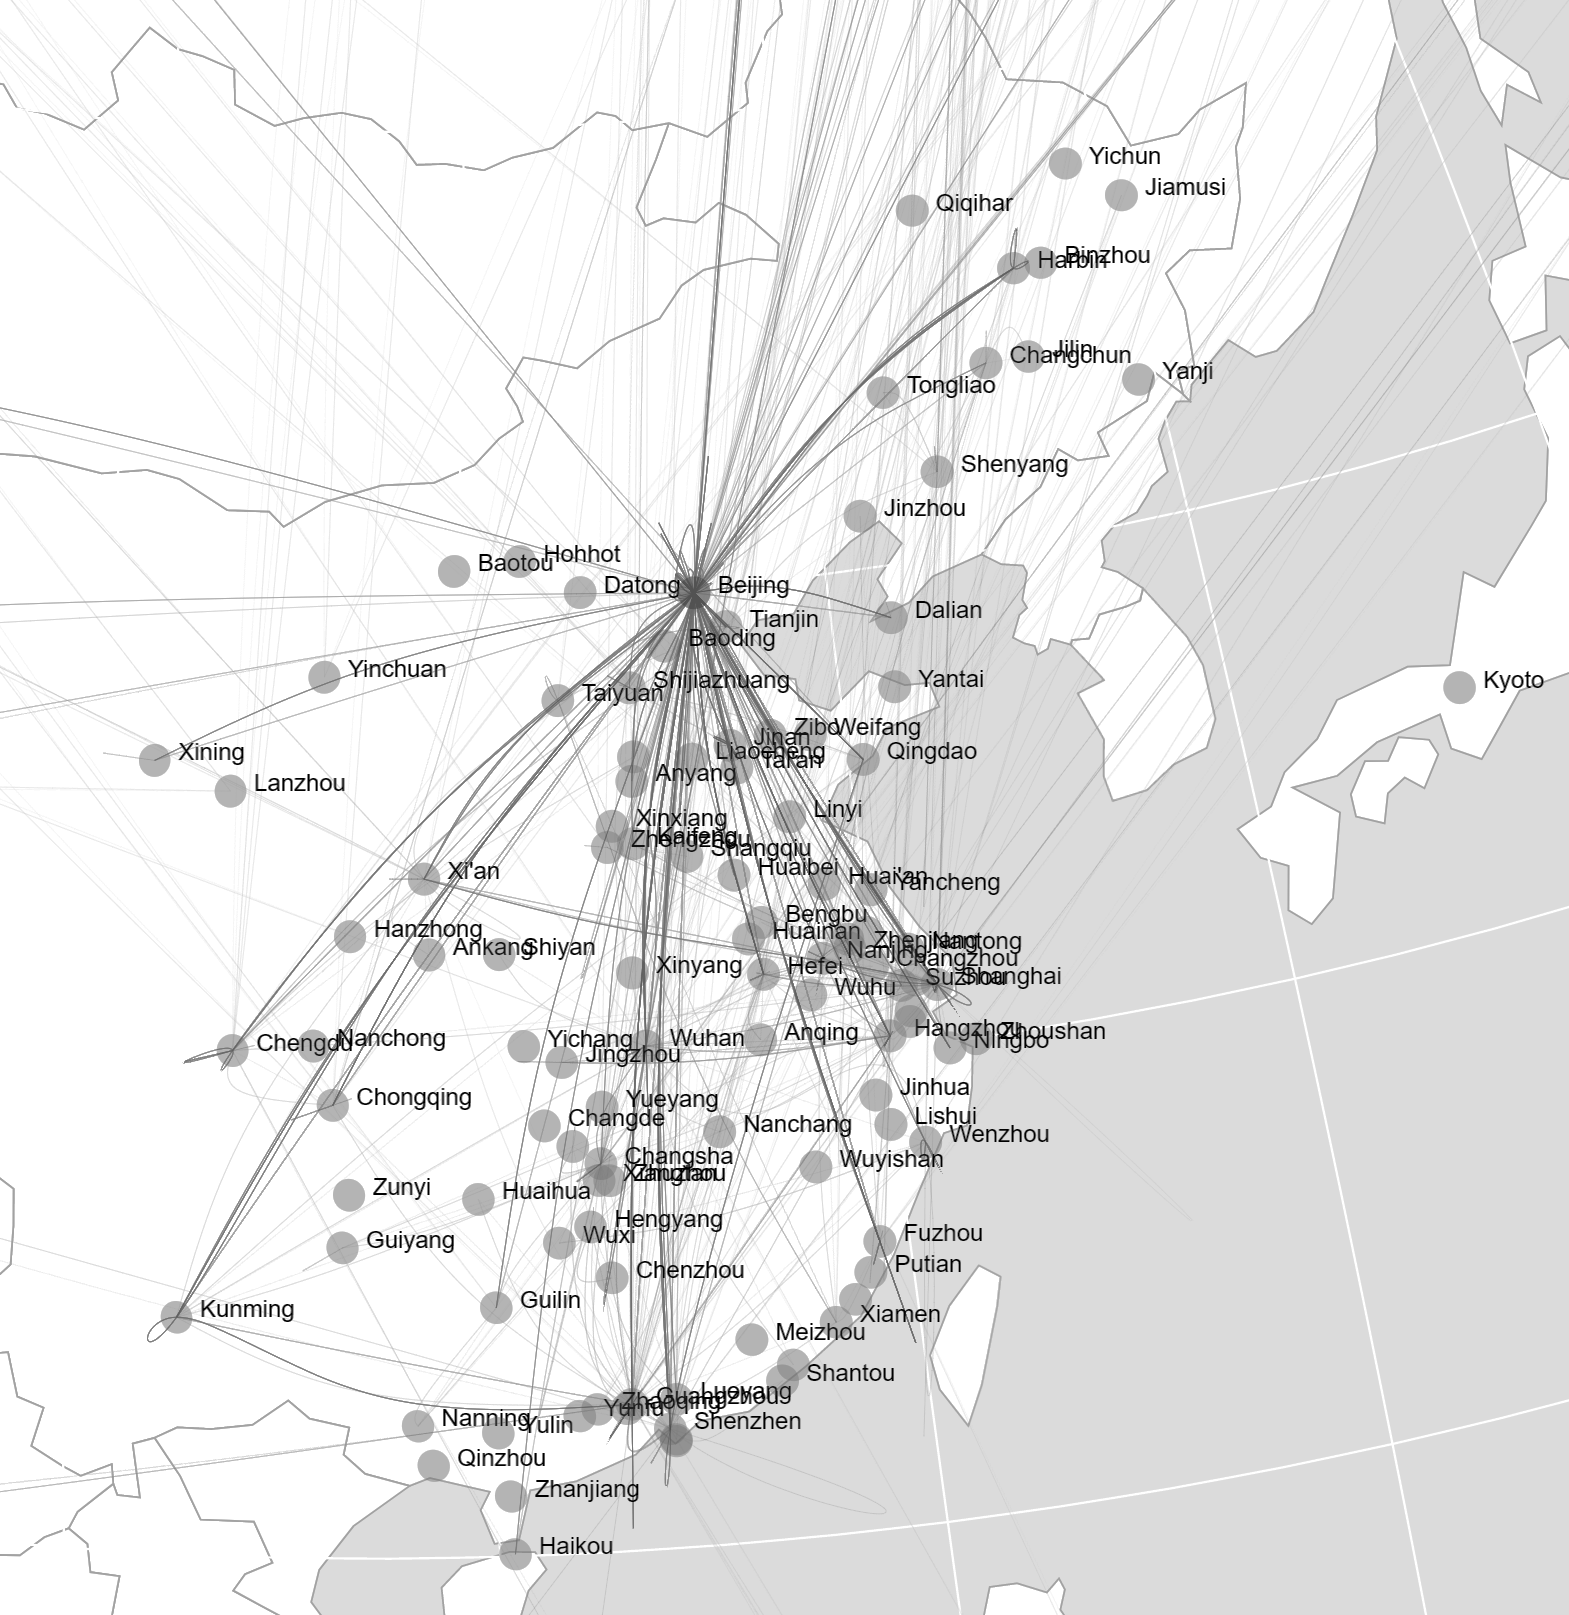 Yichun
Jiamusi
Qiqihar
Binzhou
Harbin
Jilin
Changchun
Yanji
Tongliao
Shenyang
Jinzhou
Hohhot
Baotou
Datong
Beijing
Dalian
Tianjin
Baoding
Yinchuan
Shijiazhuang
Taiyuan
Yantai
Kyoto
Zibo
Weifang
Jinan
Xining
Liaocheng
Qingdao
Tai'an
Anyang
Lanzhou
Linyi
Xinxiang
Kaifeng
Zhengzhou
Shangqiu
Huaibei
Xi'an
Huai'an
Yancheng
Bengbu
Hanzhong
Huainan
Zhenjiang
Nantong
Ankang
Shiyan
Nanjing
Changzhou
Xinyang
Hefei
Suzhou
Shanghai
Wuhu
Hangzhou
Zhoushan
Anqing
Ningbo
Chengdu
Nanchong
Yichang
Wuhan
Jingzhou
Chongqing
Yueyang
Jinhua
Changde
Nanchang
Lishui
Wenzhou
Changsha
Wuyishan
Xiangtan
Zhuzhou
Zunyi
Huaihua
Hengyang
Guiyang
Wuxi
Fuzhou
Putian
Chenzhou
Kunming
Guilin
Xiamen
Meizhou
Shantou
Luoyang
Guangzhou
Zhaoqing
Yunfu
Nanning
Yulin
Shenzhen
Qinzhou
Zhanjiang
Haikou